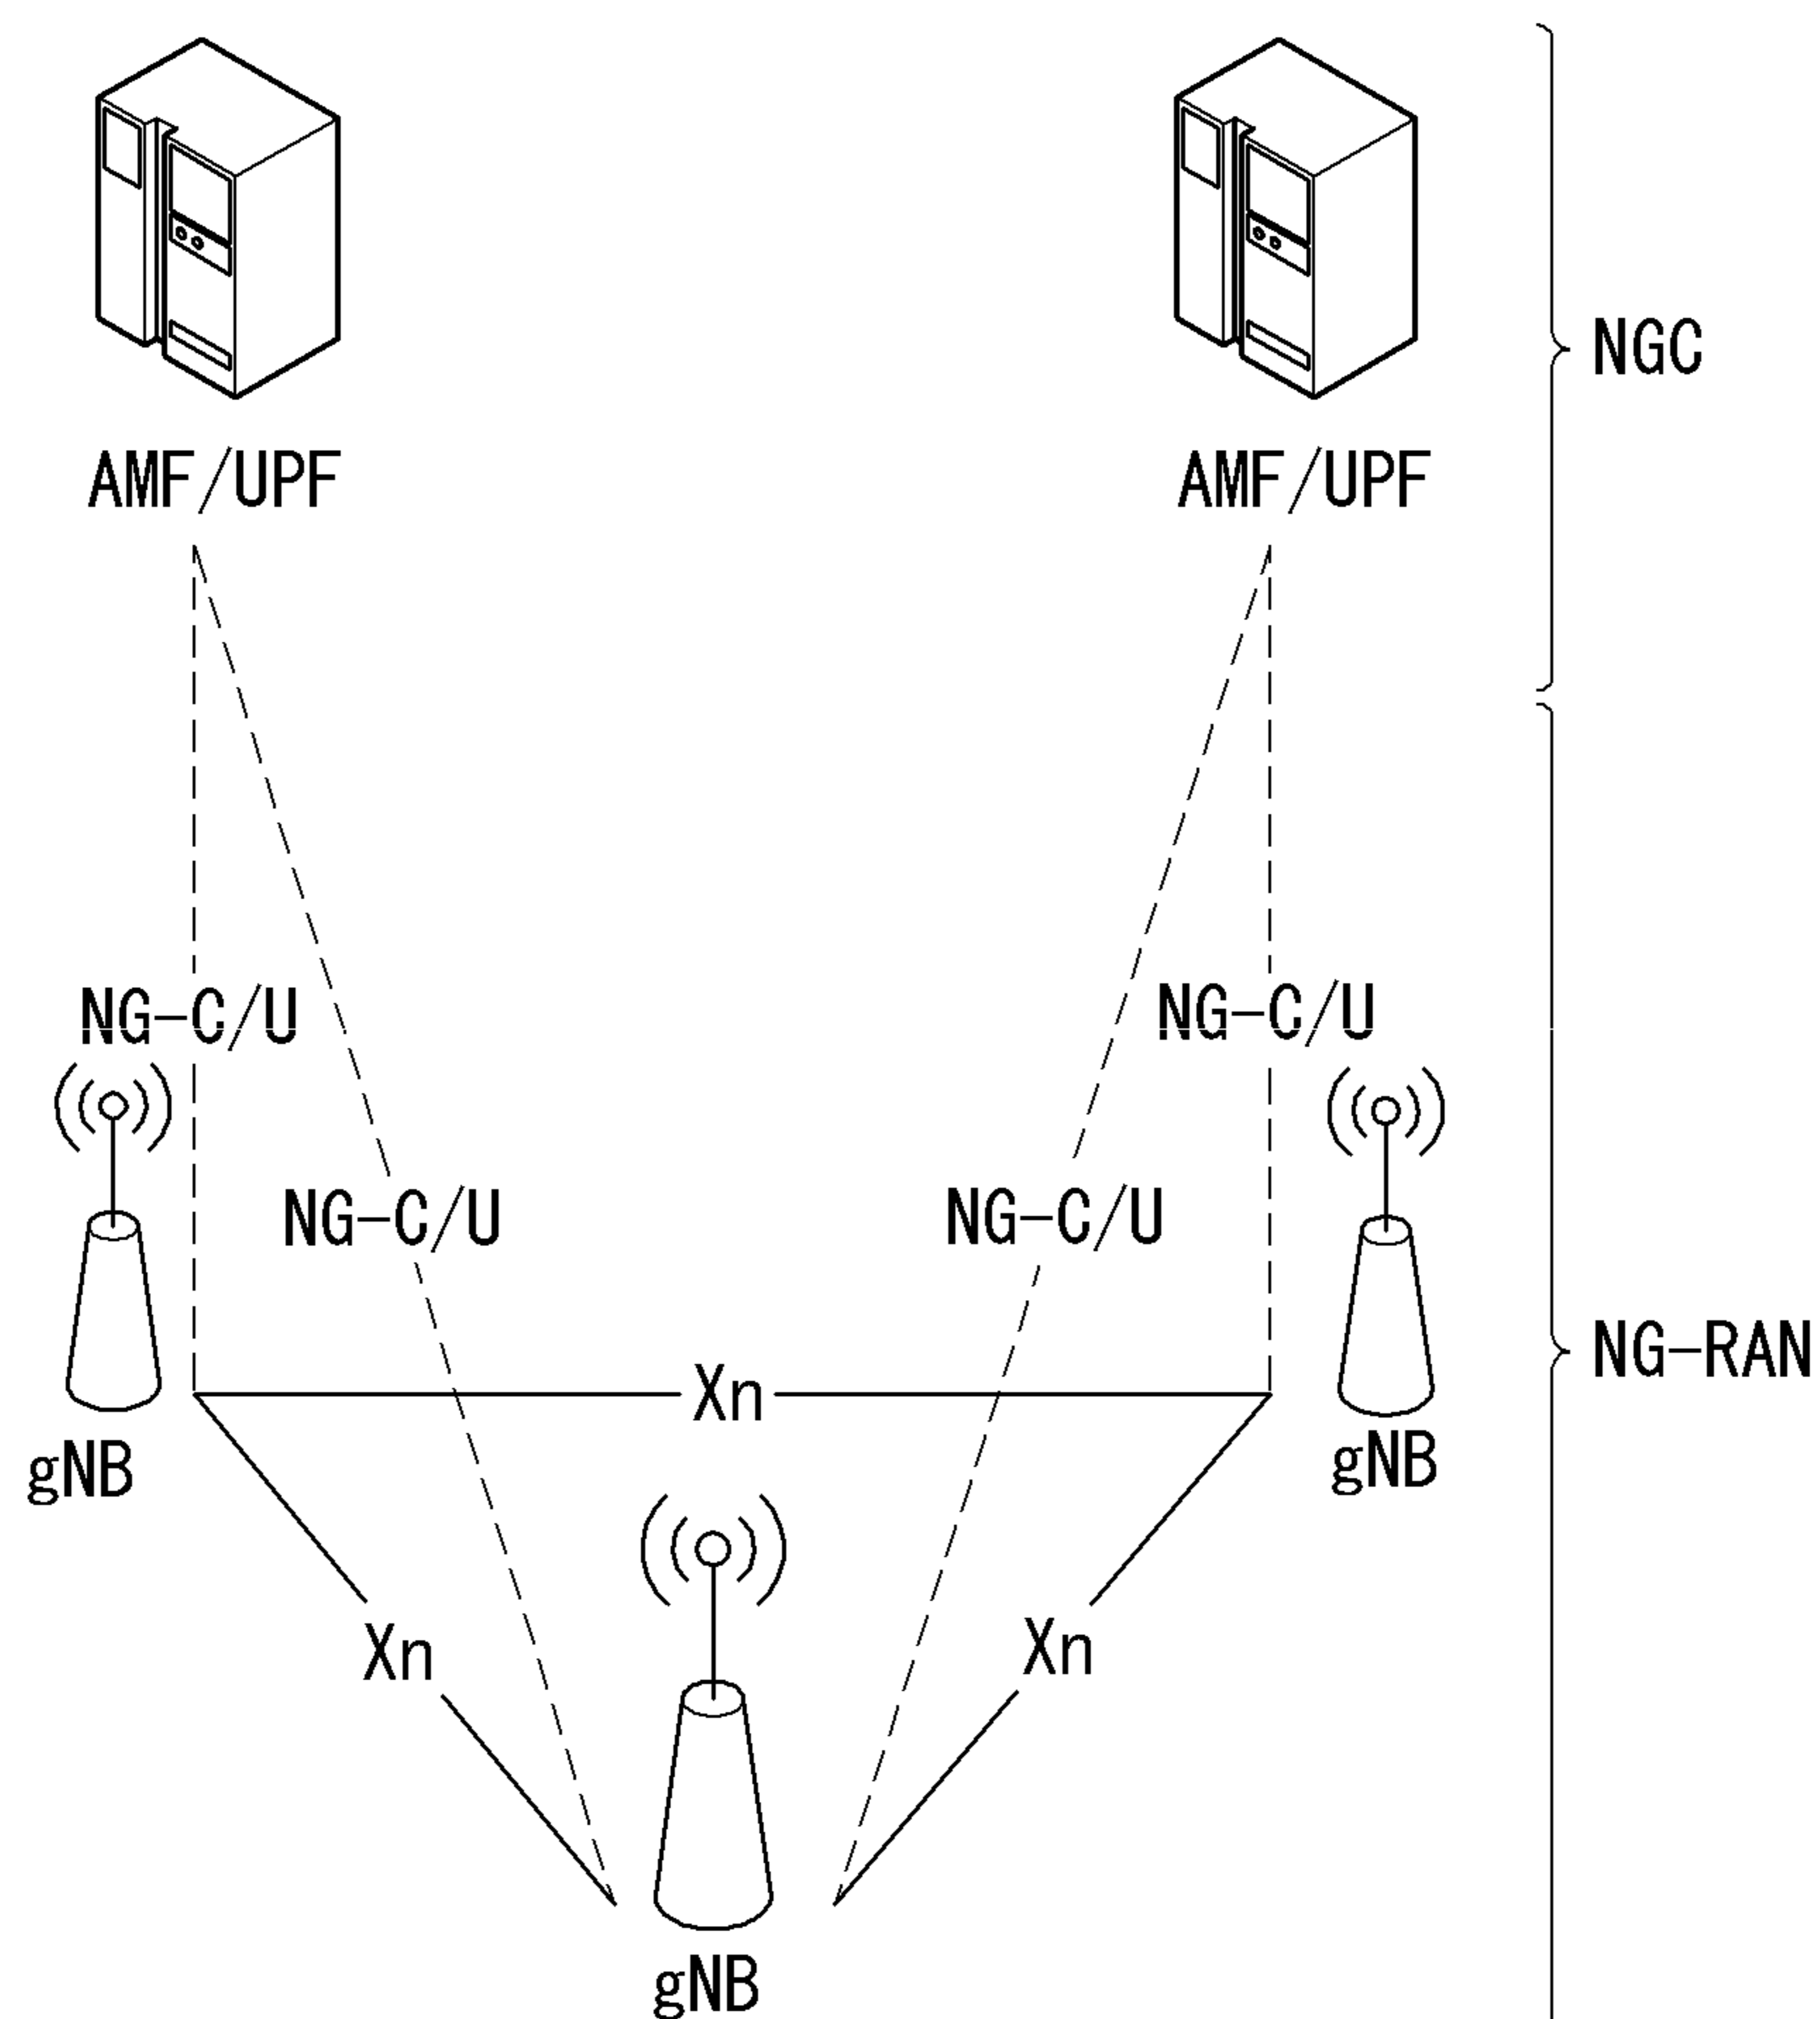 NGC
AMF/UPF
AMF/UPF
NG-C/U
NG-C/U
NG-C/U
NG-C/U
NG-RAN
Xn
gNB
gNB
Xn
Xn
gNB